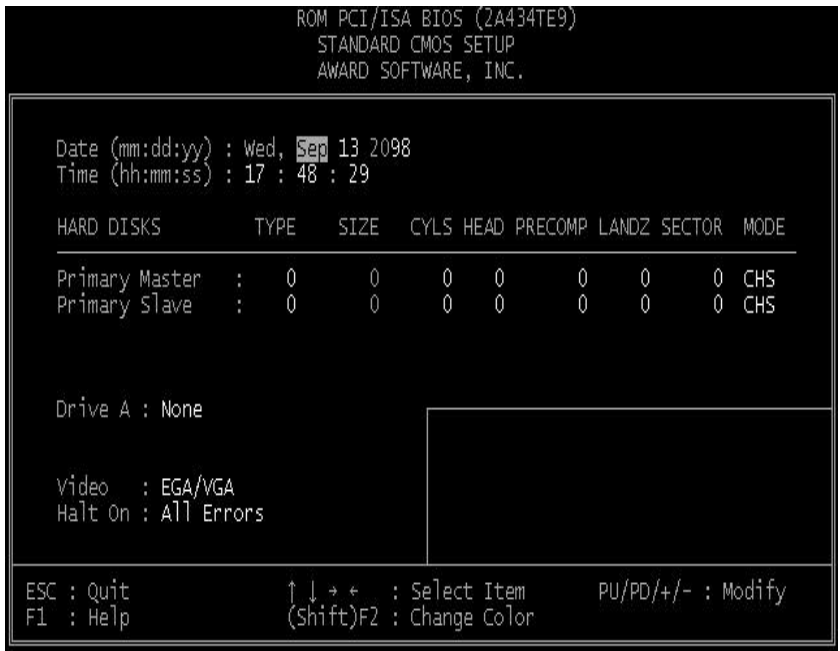 ROM PCI/ISA BIOS (2A434TE9)
STANDARD CMOS SETUP
AWARD SOFTWARE, INC.
Date (mm:dd:yy) : Wed, Sep 13 2098
Time (hh:mm:ss) : 17 : 48 : 29
HARD DISKS TYPE SIZE CYLS HEAD PRECOMP LANDZ SECTOR MODE
Primary Master : 0 0 0 0 0 0 0 CHS
Primary Slave : 0 0 0 0 0 0 0 CHS
Drive A : None
Video : EGA/VGA
Halt On : All Errors
ESC : Quit ↑ ↓ → ← : Select Item PU/PD/+/- : Modify
F1 : Help (Shift)F2 : Change Color